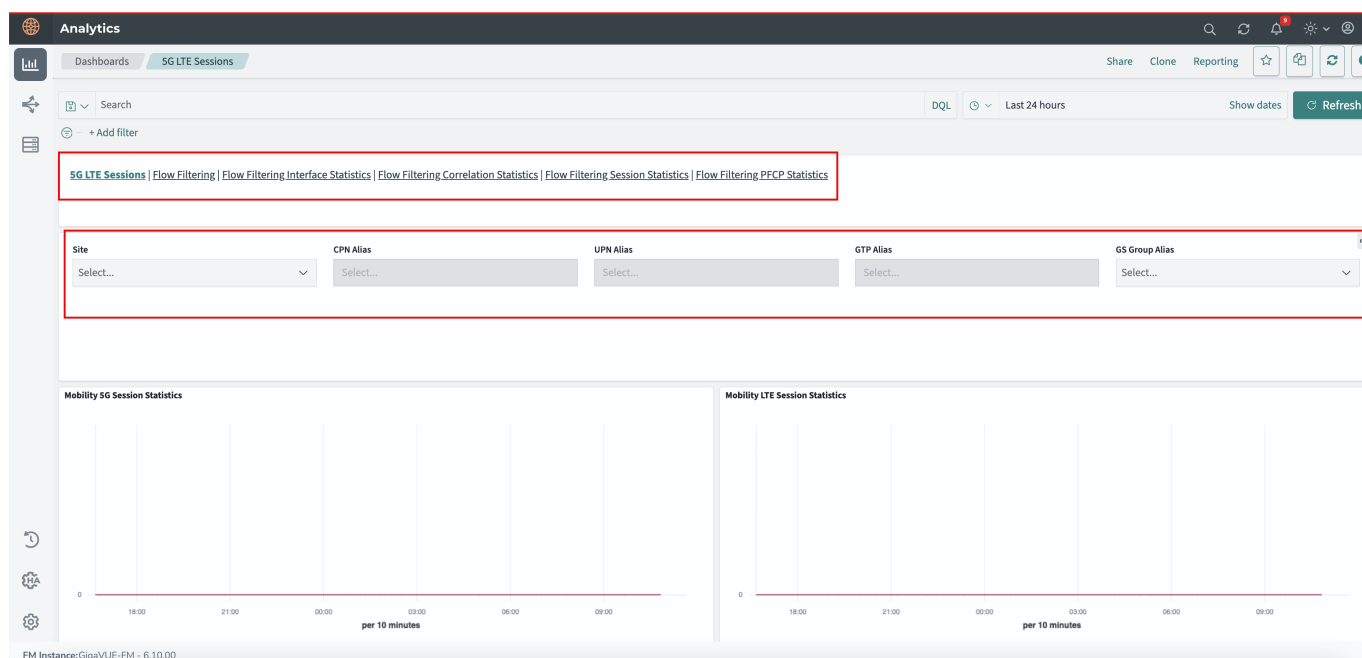 Analytics
9
Dashboards 5G LTE Sessions Share Clone Reporting
Search DQL Last 24 hours Show dates Refresh
+ Add filter
5G LTE Sessions | Flow Filtering | Flow Filtering Interface Statistics | Flow Filtering Correlation Statistics | Flow Filtering Session Statistics | Flow Filtering PFCP Statistics
Site CPN Alias UPN Alias GTP Alias GS Group Alias
Select... Select... Select... Select... Select...
Mobility 5G Session Statistics Mobility LTE Session Statistics
0 0
18:00 21:00 00:00 03:00 06:00 09:00 18:00 21:00 00:00 03:00 06:00 09:00
per 10 minutes per 10 minutes
HA
FM Instance:GigaVUE-FM - 6.10.00